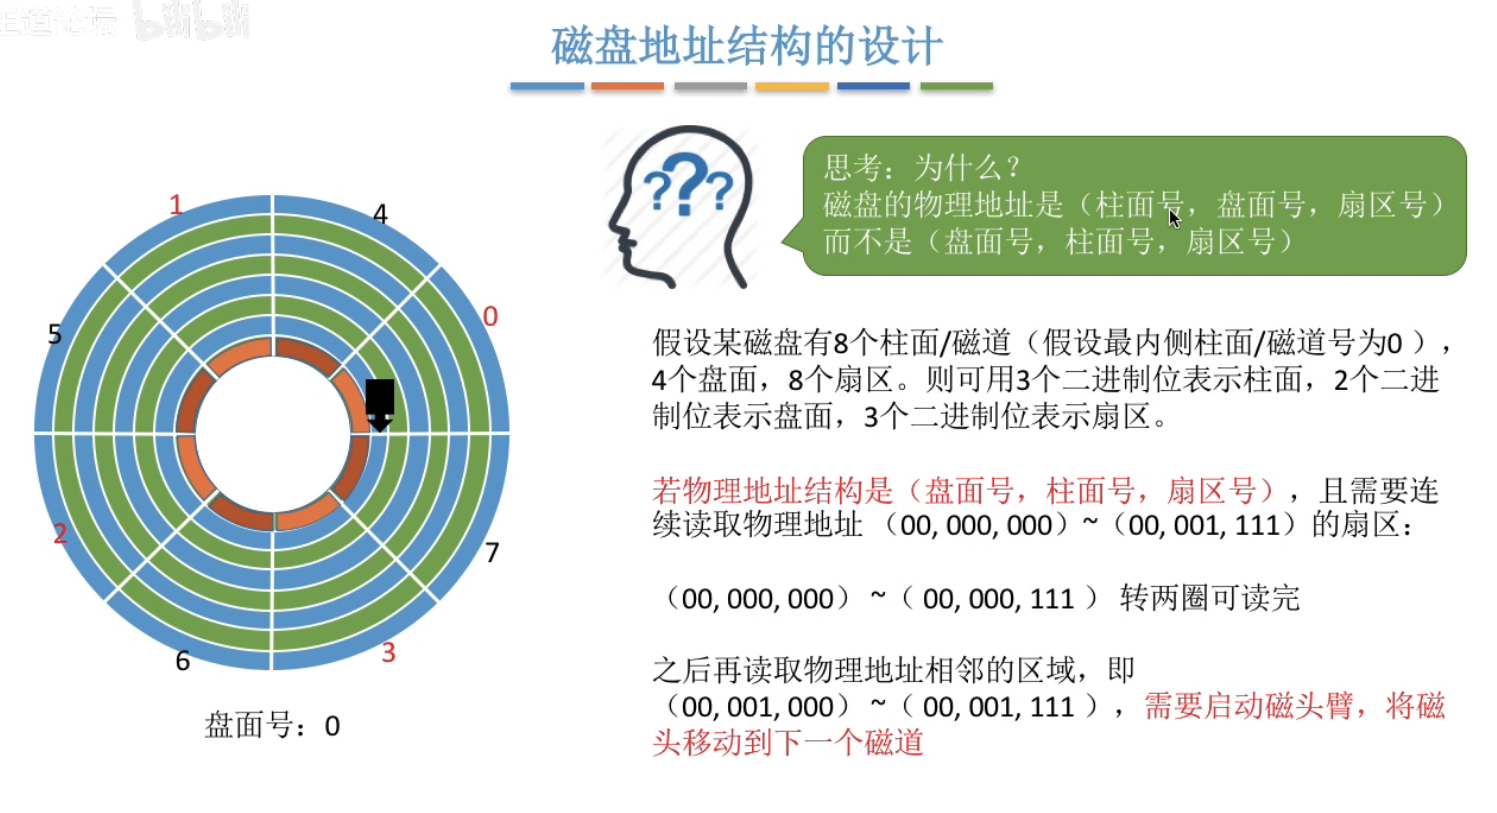 王道论坛 bilibili
磁盘地址结构的设计
???
思考：为什么？
磁盘的物理地址是（柱面号，盘面号，扇区号）
而不是（盘面号，柱面号，扇区号）
1
4
0
5
2
7
6
3
盘面号：0
假设某磁盘有8个柱面/磁道（假设最内侧柱面/磁道号为0），
4个盘面，8个扇区。则可用3个二进制位表示柱面，2个二进
制位表示盘面，3个二进制位表示扇区。
若物理地址结构是（盘面号，柱面号，扇区号），且需要连
续读取物理地址（00, 000, 000）~（00, 001, 111）的扇区：
（00, 000, 000） ~（ 00, 000, 111 ） 转两圈可读完
之后再读取物理地址相邻的区域，即
（00, 001, 000） ~（ 00, 001, 111 ），需要启动磁头臂，将磁
头移动到下一个磁道